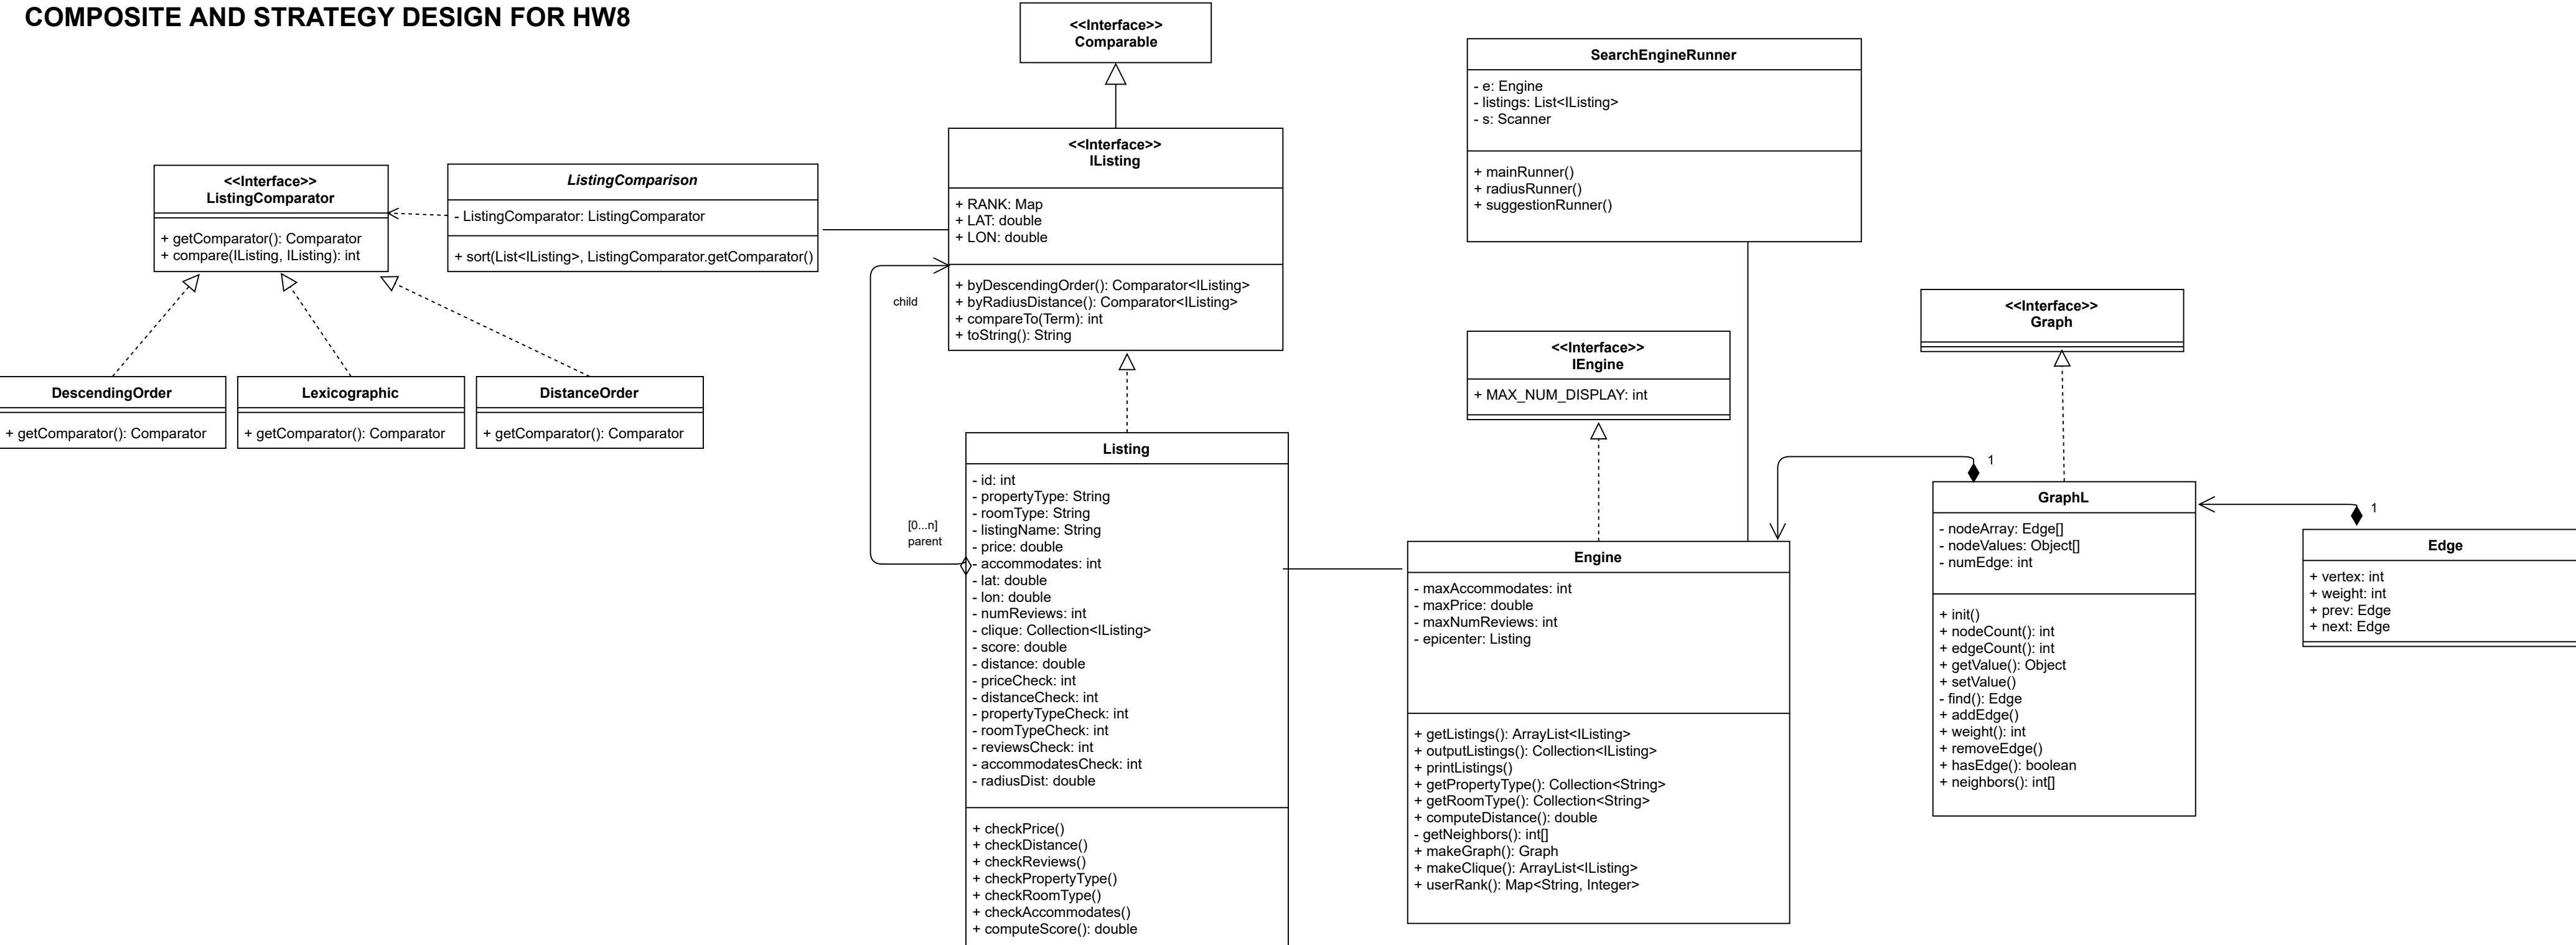 COMPOSITE AND STRATEGY DESIGN FOR HW8
<<Interface>>
Comparable
SearchEngineRunner
- e: Engine
- listings: List<IListing>
- s: Scanner
+ mainRunner()
+ radiusRunner()
+ suggestionRunner()
<<Interface>>
IListing
+ RANK: Map
+ LAT: double
+ LON: double
+ byDescendingOrder(): Comparator<IListing>
+ byRadiusDistance(): Comparator<IListing>
+ compareTo(Term): int
+ toString(): String
<<Interface>>
ListingComparator
+ getComparator(): Comparator
+ compare(IListing, IListing): int
ListingComparison
- ListingComparator: ListingComparator
+ sort(List<IListing>, ListingComparator.getComparator()
child
[0...n]
parent
DescendingOrder
+ getComparator(): Comparator
Lexicographic
+ getComparator(): Comparator
DistanceOrder
+ getComparator(): Comparator
<<Interface>>
IEngine
+ MAX_NUM_DISPLAY: int
<<Interface>>
Graph
Listing
- id: int
- propertyType: String
- roomType: String
- listingName: String
- price: double
- accommodates: int
- lat: double
- lon: double
- numReviews: int
- clique: Collection<IListing>
- score: double
- distance: double
- priceCheck: int
- distanceCheck: int
- propertyTypeCheck: int
- roomTypeCheck: int
- reviewsCheck: int
- accommodatesCheck: int
- radiusDist: double
+ checkPrice()
+ checkDistance()
+ checkReviews()
+ checkPropertyType()
+ checkRoomType()
+ checkAccommodates()
+ computeScore(): double
Engine
- maxAccommodates: int
- maxPrice: double
- maxNumReviews: int
- epicenter: Listing
+ getListings(): ArrayList<IListing>
+ outputListings(): Collection<IListing>
+ printListings()
+ getPropertyType(): Collection<String>
+ getRoomType(): Collection<String>
+ computeDistance(): double
- getNeighbors(): int[]
+ makeGraph(): Graph
+ makeClique(): ArrayList<IListing>
+ userRank(): Map<String, Integer>
1
GraphL
- nodeArray: Edge[]
- nodeValues: Object[]
- numEdge: int
+ init()
+ nodeCount(): int
+ edgeCount(): int
+ getValue(): Object
+ setValue()
- find(): Edge
+ addEdge()
+ weight(): int
+ removeEdge()
+ hasEdge(): boolean
+ neighbors(): int[]
1
Edge
+ vertex: int
+ weight: int
+ prev: Edge
+ next: Edge